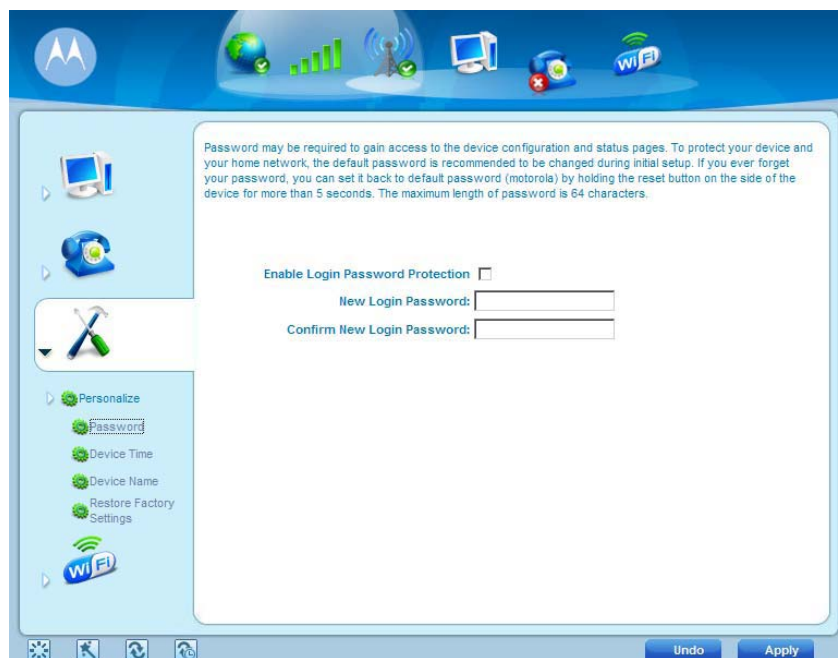 WiFi
Password may be required to gain access to the device configuration and status pages. To protect your device and
your home network, the default password is recommended to be changed during initial setup. If you ever forget
your password, you can set it back to default password (motorola) by holding the reset button on the side of the
device for more than 5 seconds. The maximum length of password is 64 characters.
Enable Login Password Protection
New Login Password:
Confirm New Login Password:
Personalize
Password
Device Time
Device Name
Restore Factory
Settings
WiFi
Undo
Apply